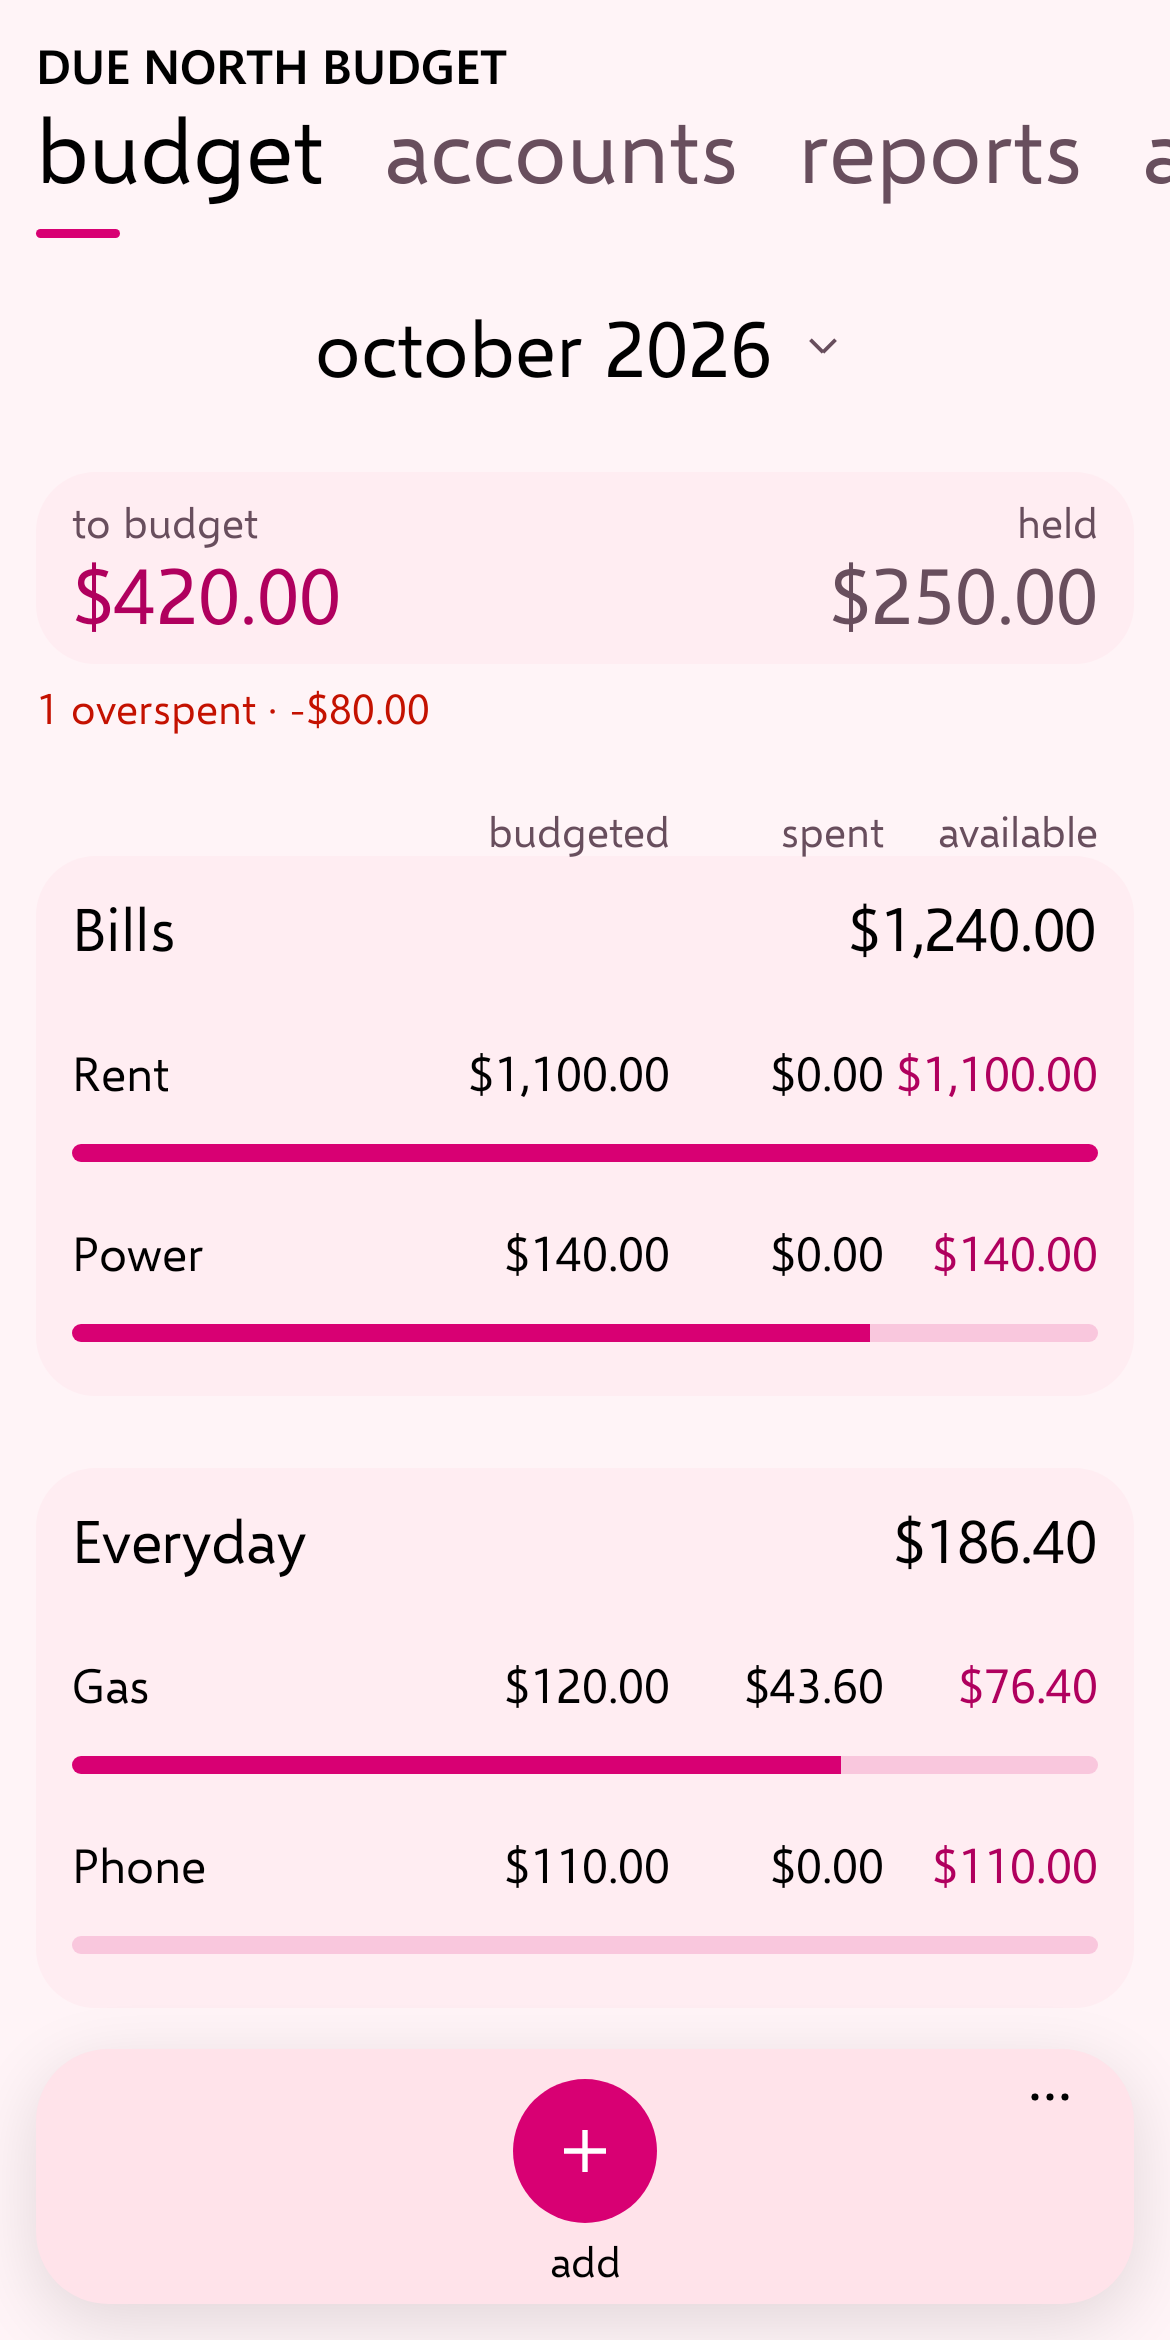 DUE NORTH BUDGET
budget accounts reports a
october 2026
to budget held
$420.00 $250.00
1 overspent · -$80.00
budgeted spent available
Bills $1,240.00
Rent $1,100.00 $0.00 $1,100.00
Power $140.00 $0.00 $140.00
Everyday $186.40
Gas $120.00 $43.60 $76.40
Phone $110.00 $0.00 $110.00
...
add